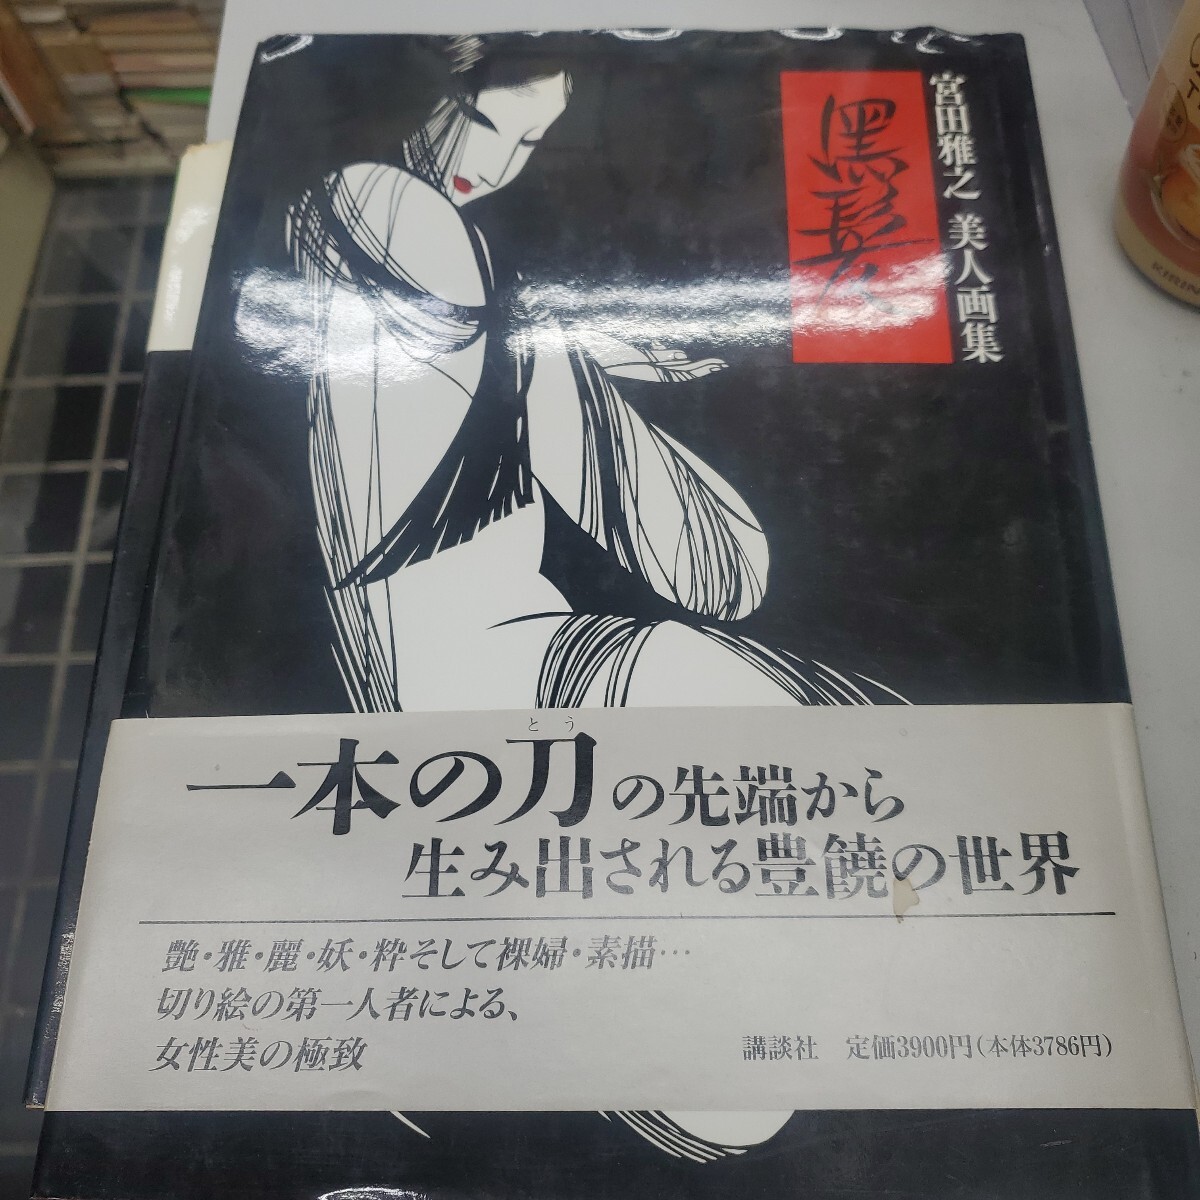 宮田雅之 美人画集
黒髪
一本の刀の先端から
とう
生み出される豊饒の世界
艶・雅・麗・妖・粋そして裸婦・素描…
切り絵の第一人者による、
女性美の極致
講談社 定価3900円(本体3786円)
KIRIN